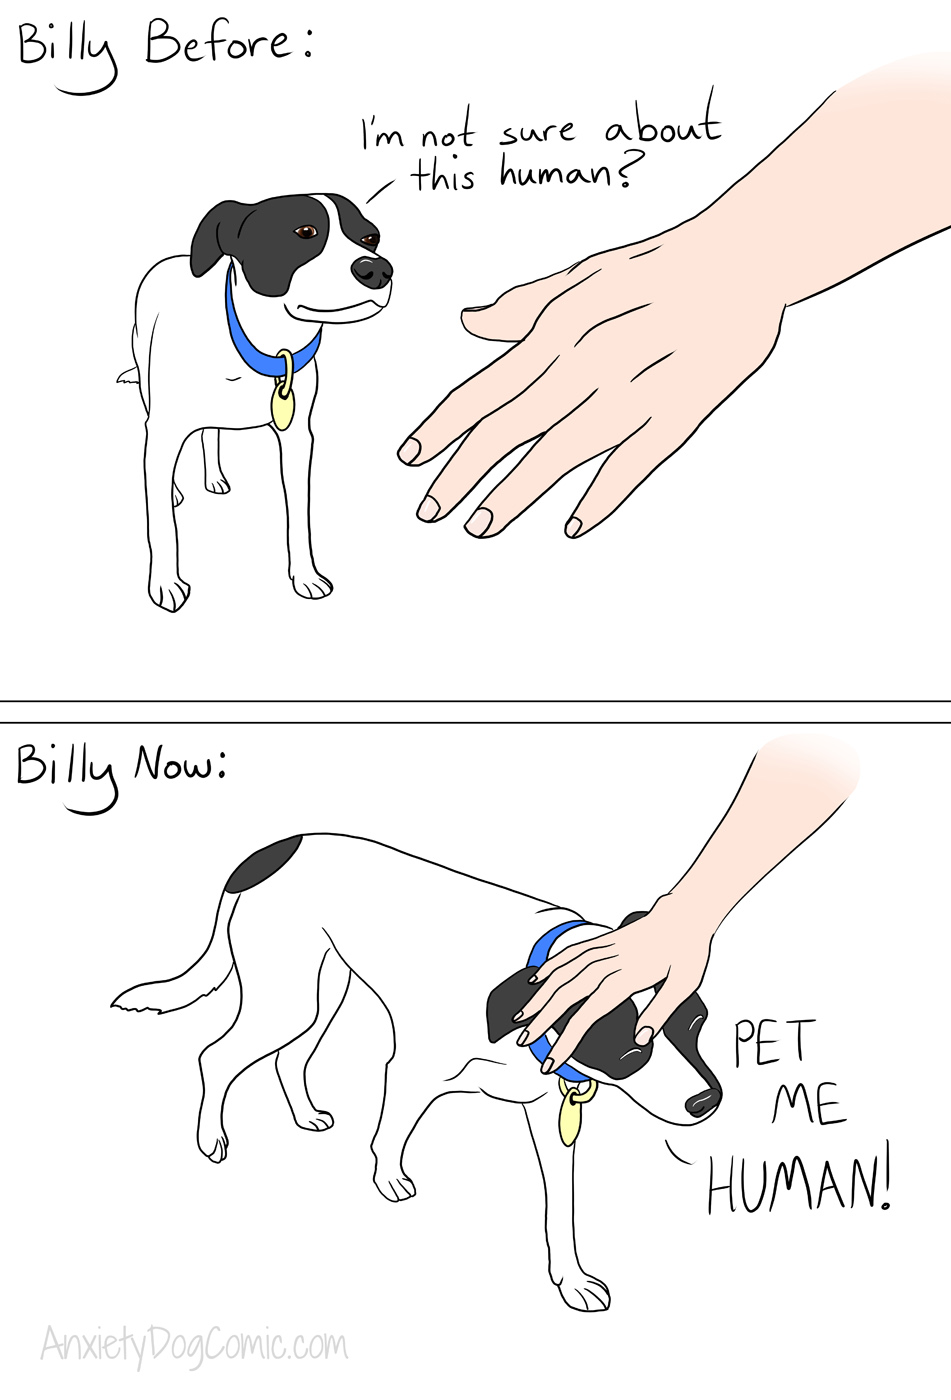 Billy Before:
I'm not sure about
this human?
Billy Now:
PET
ME
HUMAN!
AnxietyDogComic.com